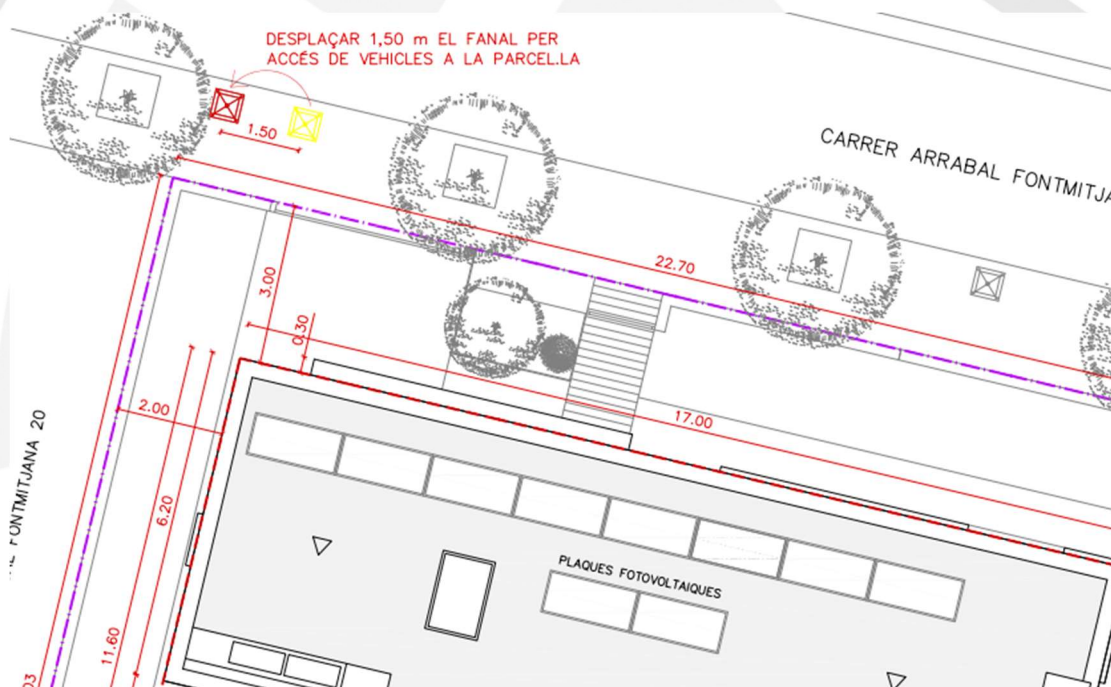 DESPLAÇAR 1,50 m EL FANAL PER
ACCÉS DE VEHICLES A LA PARCEL.LA
1.50
CARRER ARRABAL FONTMITJA
22.70
3.00
0.30
2.00
17.00
FONTMITJANA 20
6.20
PLAQUES FOTOVOLTAIQUES
11.60
03